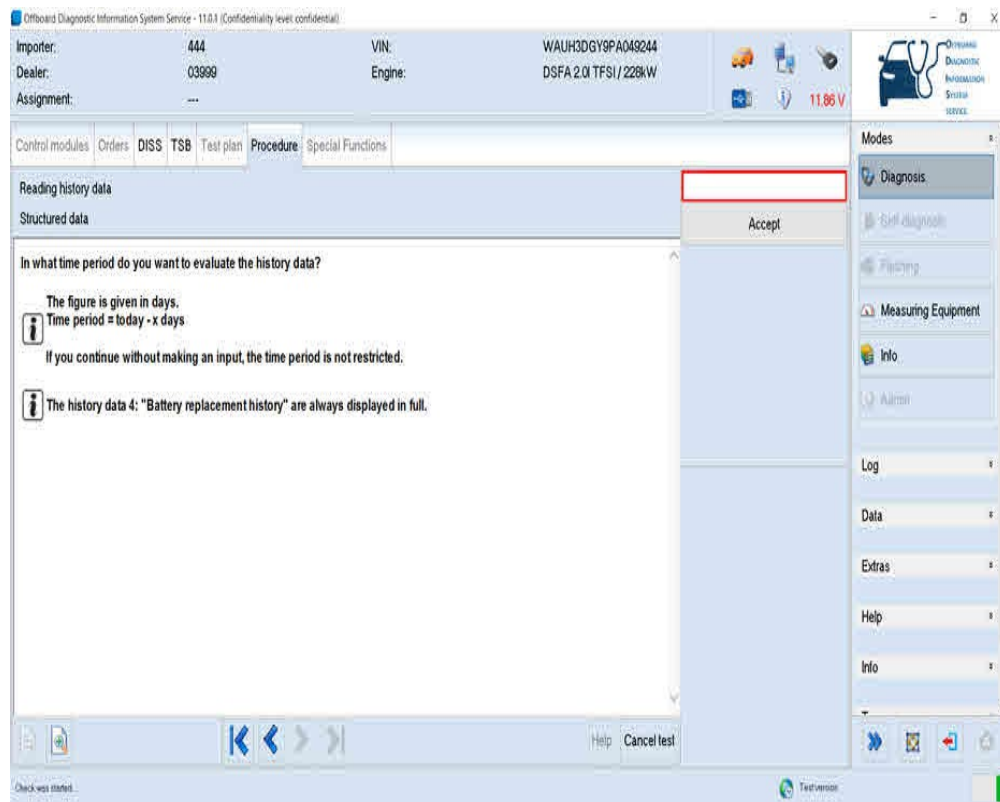 Offboard Diagnostic Information System Service - 11.0.1 (Confidentiality level: confidential)
Importer: 444 VIN: WAUH3DGY9PA049244
Dealer: 03999 Engine: DSFA 2.0l TFSI / 228kW
Assignment: ---
11.86 V
OFFBOARD
DIAGNOSTIC
INFORMATION
SYSTEM
SERVICE
Control modules Orders DISS TSB Test plan Procedure Special Functions
Reading history data
Structured data
Accept
In what time period do you want to evaluate the history data?
The figure is given in days.
Time period = today - x days
If you continue without making an input, the time period is not restricted.
The history data 4: "Battery replacement history" are always displayed in full.
Modes
Diagnosis
Self-diagnosis
Flashing
Measuring Equipment
Info
Admin
Log
Data
Extras
Help
Info
Help Cancel test
Check was started.
Testversion